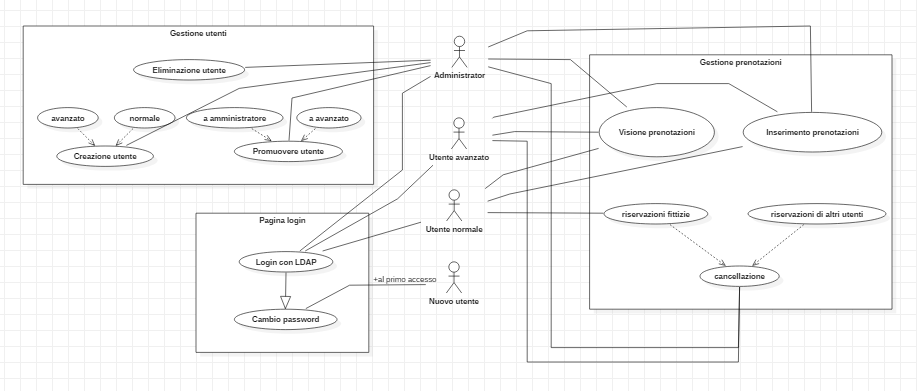 Gestione utenti
Eliminazione utente
avanzato
normale
a amministratore
a avanzato
Creazione utente
Promuovere utente
Administrator
Utente avanzato
Utente normale
+al primo accesso
Nuovo utente
Pagina login
Login con LDAP
Cambio password
Gestione prenotazioni
Visione prenotazioni
Inserimento prenotazioni
riservazioni fittizie
riservazioni di altri utenti
cancellazione